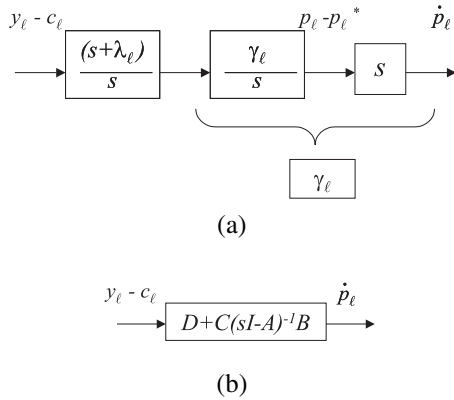 y_ℓ - c_ℓ
(s+λ_ℓ)
s
γ_ℓ
s
p_ℓ -p_ℓ *
s
ṗ_ℓ
γ_ℓ
(a)
y_ℓ - c_ℓ
D+C(sI-A)⁻¹B
ṗ_ℓ
(b)